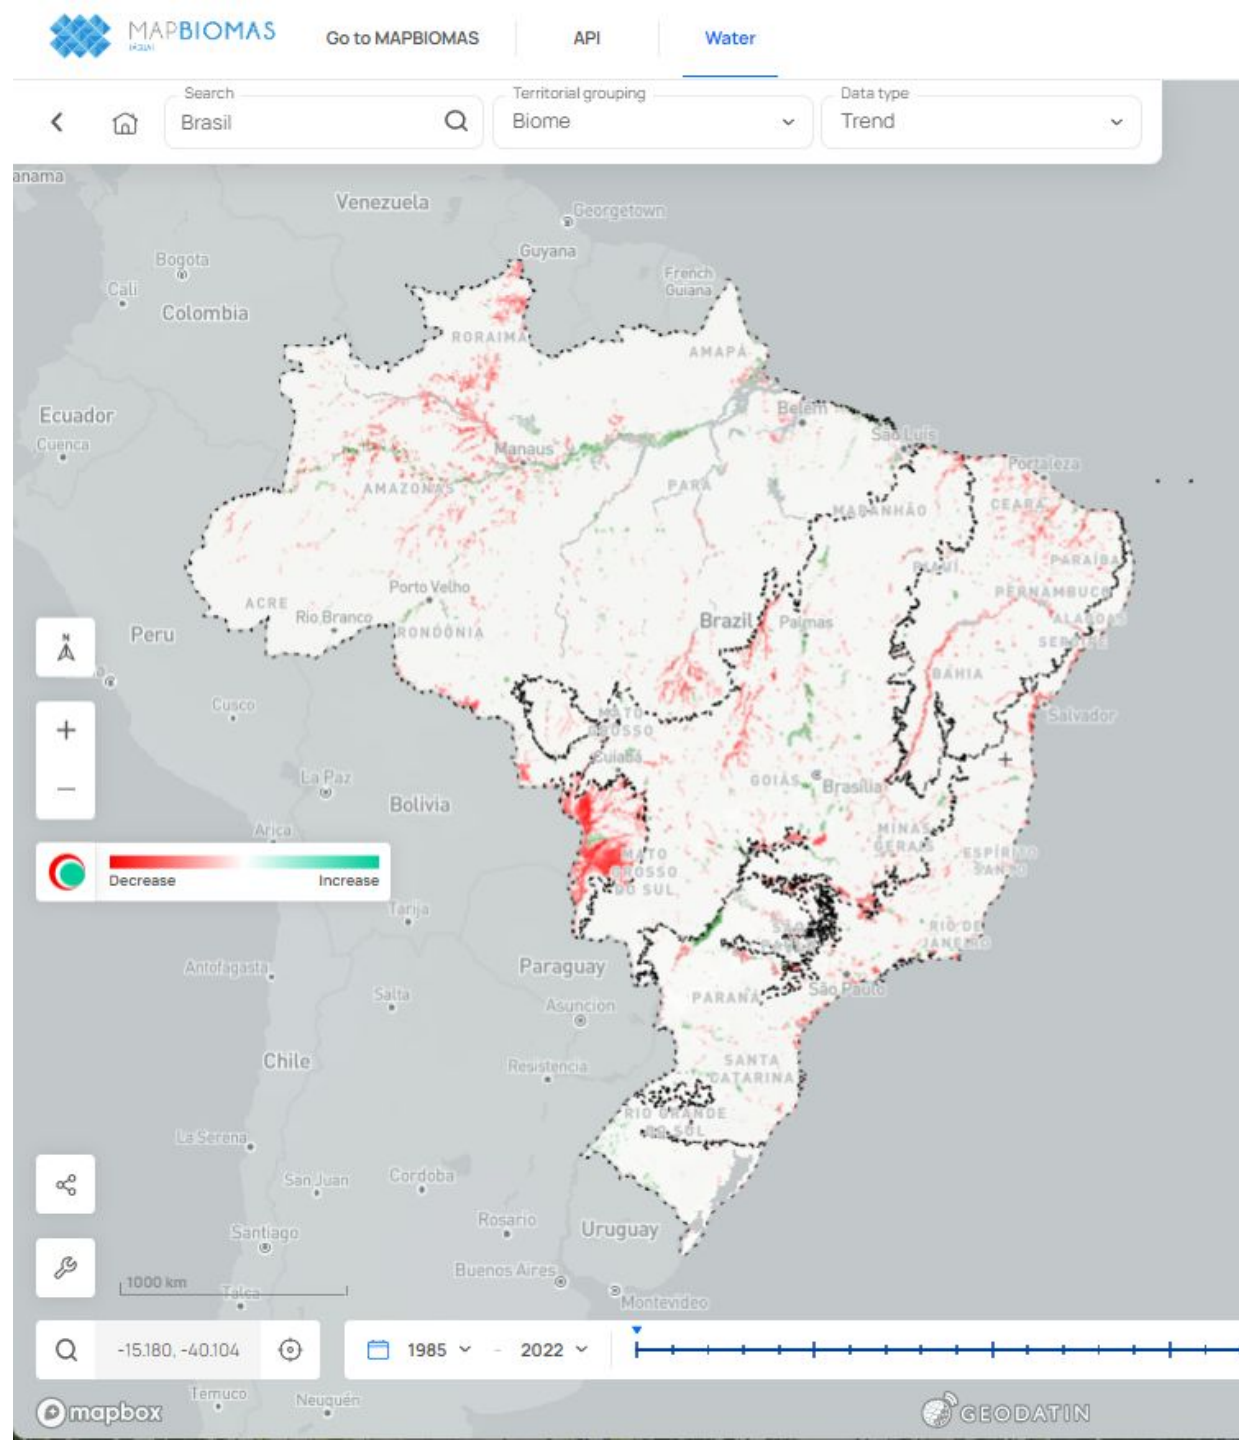 MAPBIOMAS
Go to MAPBIOMAS
API
Water
Search
Brasil
Territorial grouping
Biome
Data type
Trend
anama
Venezuela
Georgetown
Guyana
Bogota
French
Guiana
Cali
Colombia
RORAIMA
AMAPÁ
Ecuador
Belém
Cuenca
São Luís
Manaus
Fortaleza
AMAZONAS
PARÁ
CEARÁ
MARANHÃO
PARAÍBA
PIAUÍ
Porto Velho
PERNAMBUCO
ACRE
Rio Branco
Brazil
Palmas
ALAGOAS
Peru
RONDÔNIA
SERGIPE
BAHIA
Cusco
MATO
GROSSO
Salvador
Cuiabá
La Paz
GOIÁS
Brasília
Bolivia
Arica
MINAS
GERAIS
MATO
GROSSO
DO SUL
ESPÍRITO
SANTO
Decrease
Increase
Tarija
SÃO
PAULO
RIO DE
JANEIRO
Antofagasta
Paraguay
São Paulo
Salta
PARANÁ
Asuncion
Chile
SANTA
CATARINA
Resistencia
RIO GRANDE
DO SUL
La Serena
San Juan
Cordoba
Rosario
Uruguay
Santiago
Buenos Aires
1000 km
Talca
Montevideo
-15.180, -40.104
1985
-
2022
Temuco
Neuquén
mapbox
GEODATIN